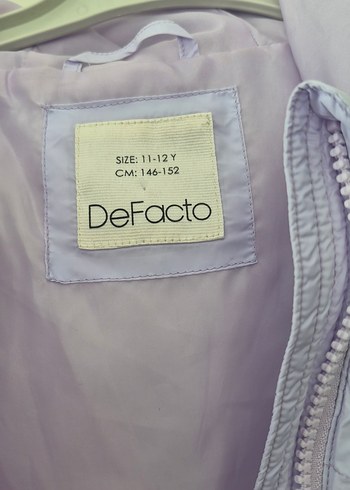 SIZE: 11-12 Y
CM: 146-152
DeFacto